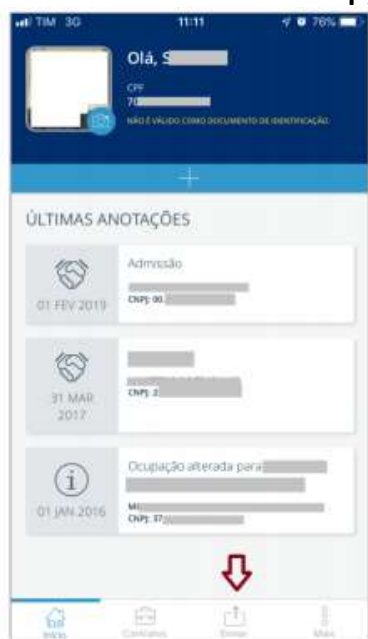 TIM 3G 11:11 76%
Olá, S
CPF
70
NÃO É VÁLIDO COMO DOCUMENTO DE IDENTIFICAÇÃO.
ÚLTIMAS ANOTAÇÕES
Admissão
CNPJ: 00.
01 FEV 2019
CNPJ: 2
31 MAR
2017
Ocupação alterada para
CNPJ: 37
01 JAN 2016
Início Contratos Enviar Mais